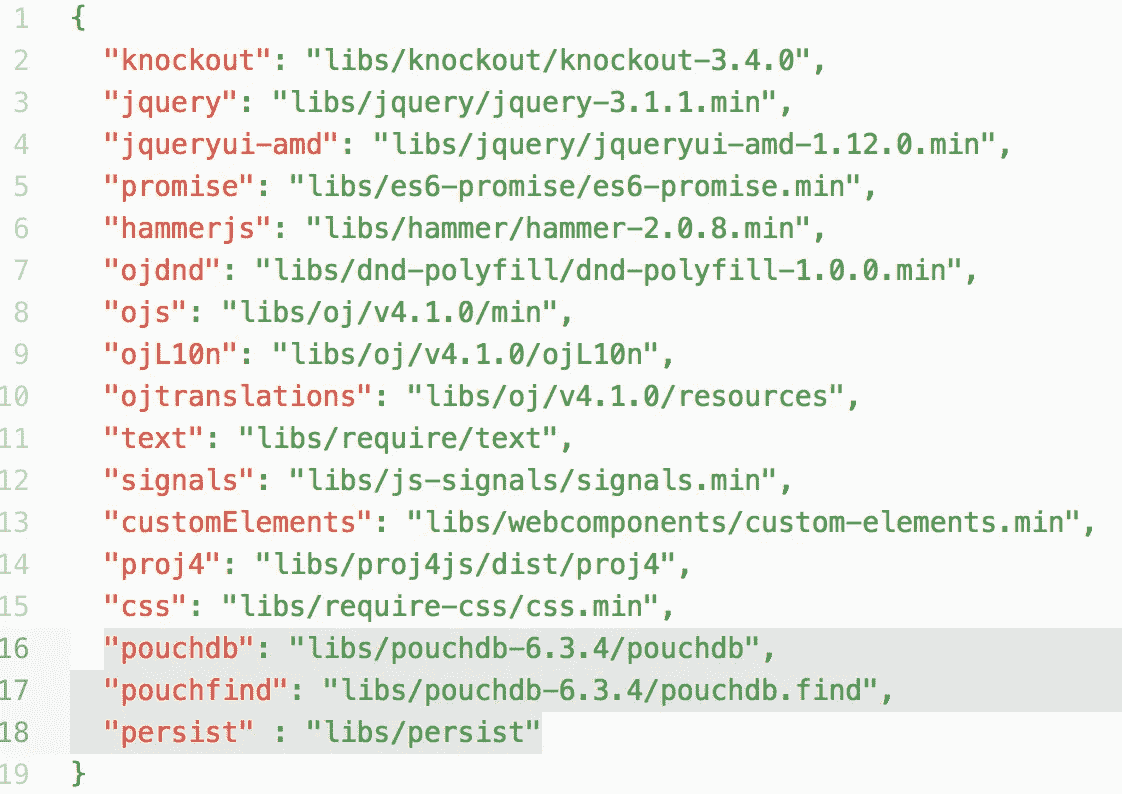 1 {
2 "knockout": "libs/knockout/knockout-3.4.0",
3 "jquery": "libs/jquery/jquery-3.1.1.min",
4 "jqueryui-amd": "libs/jquery/jqueryui-amd-1.12.0.min",
5 "promise": "libs/es6-promise/es6-promise.min",
6 "hammerjs": "libs/hammer/hammer-2.0.8.min",
7 "ojdnd": "libs/dnd-polyfill/dnd-polyfill-1.0.0.min",
8 "ojs": "libs/oj/v4.1.0/min",
9 "ojL10n": "libs/oj/v4.1.0/ojL10n",
10 "ojtranslations": "libs/oj/v4.1.0/resources",
11 "text": "libs/require/text",
12 "signals": "libs/js-signals/signals.min",
13 "customElements": "libs/webcomponents/custom-elements.min",
14 "proj4": "libs/proj4js/dist/proj4",
15 "css": "libs/require-css/css.min",
16 "pouchdb": "libs/pouchdb-6.3.4/pouchdb",
17 "pouchfind": "libs/pouchdb-6.3.4/pouchdb.find",
18 "persist" : "libs/persist"
19 }